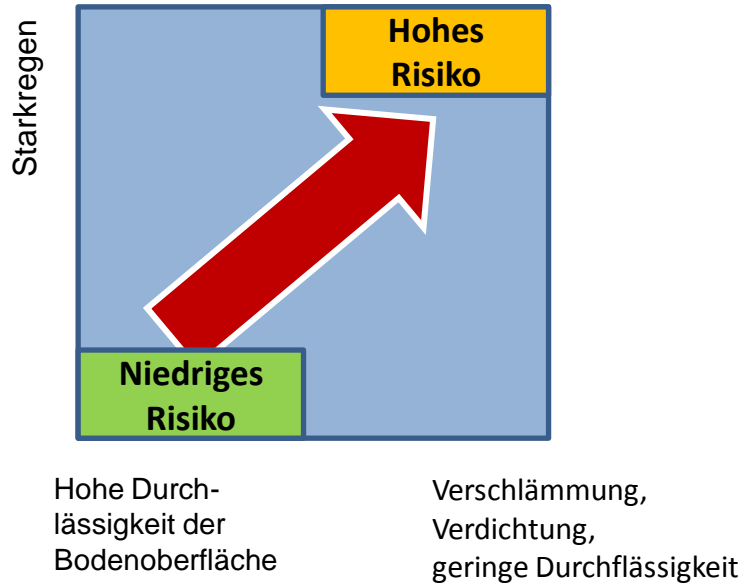 Starkregen
Hohes
Risiko
Niedriges
Risiko
Hohe Durch-
lässigkeit der
Bodenoberfläche
Verschlämmung,
Verdichtung,
geringe Durchflässigkeit